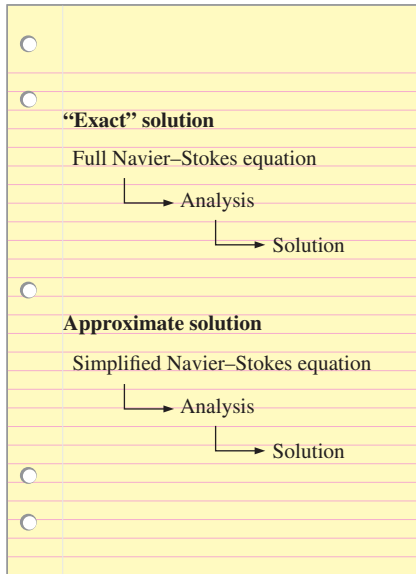 “Exact” solution
Full Navier–Stokes equation
Analysis
Solution
Approximate solution
Simplified Navier–Stokes equation
Analysis
Solution